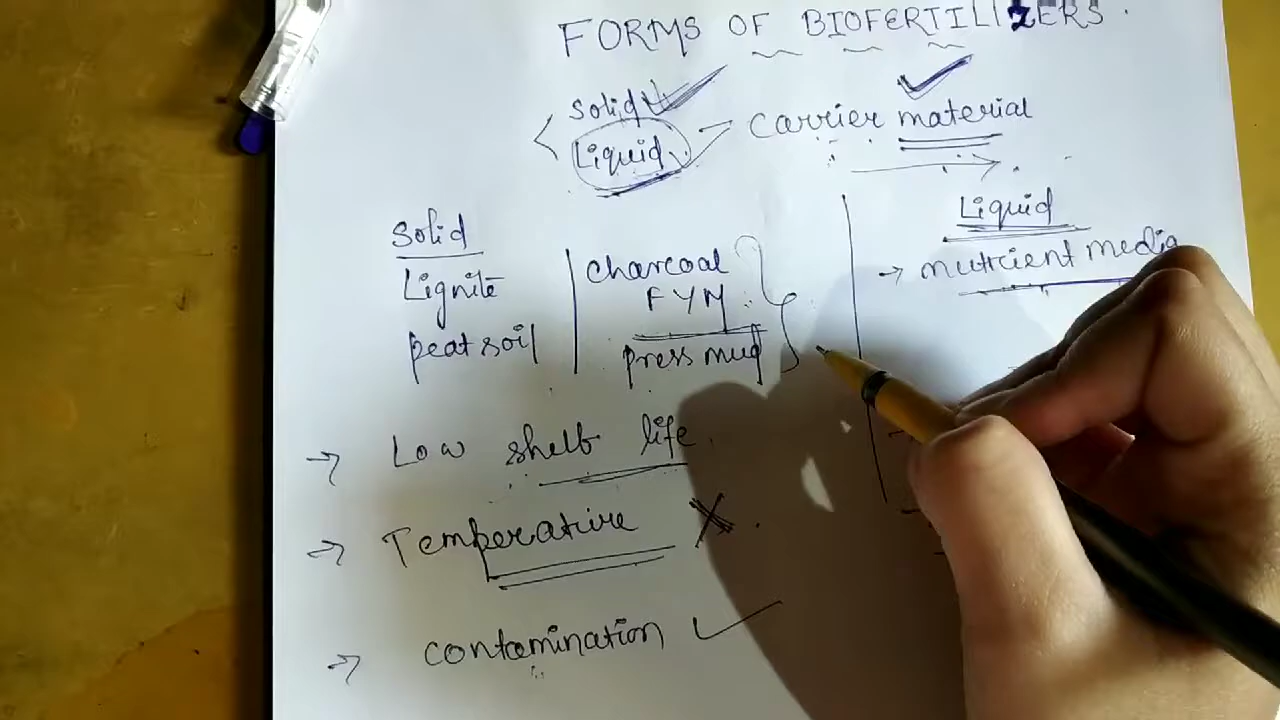 FORMS OF BIOFERTILIZERS.
Solid
Liquid
Carrier material
Solid
Lignite
peat soil
charcoal
FYM
press mud
Liquid
→ nutrient media
→ Low shelf life.
→ Temperature X.
→ contamination ✓